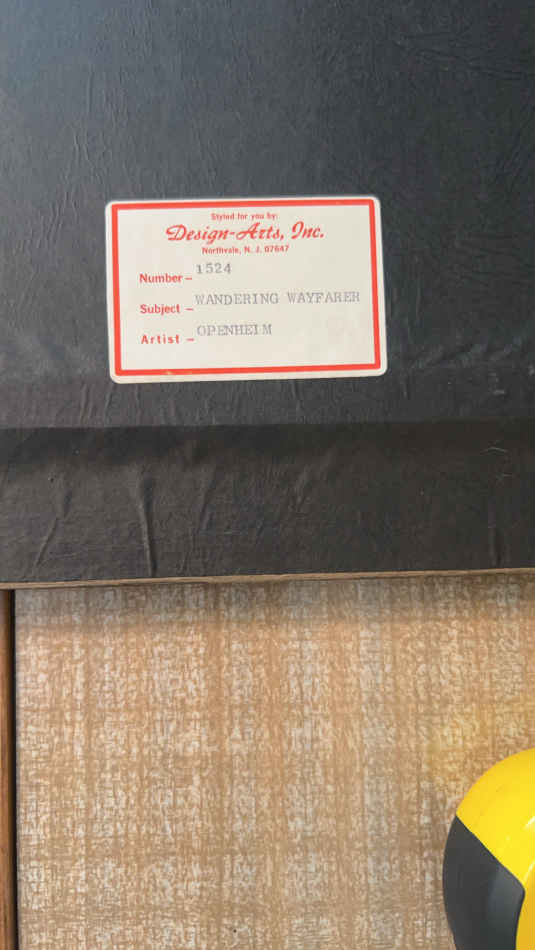 Styled for you by:
Design-Arts, Inc.
Northvale, N. J. 07647
Number – 1524
Subject – WANDERING WAYFARER
Artist – OPENHEIM